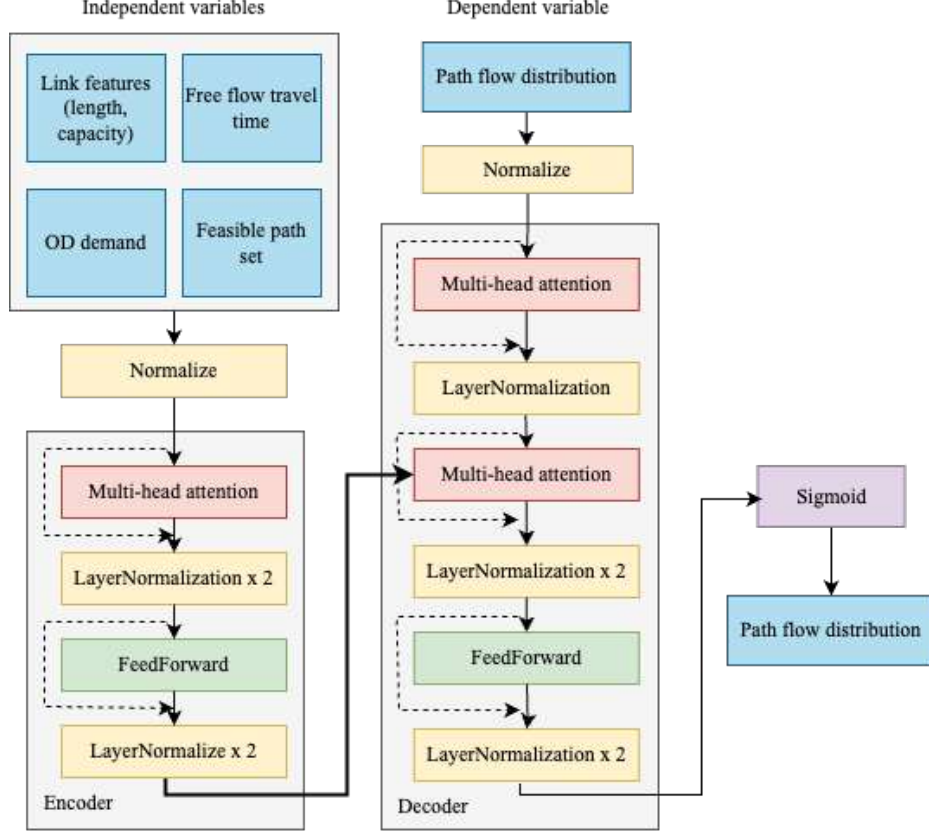 Independent variables
Link features
(length,
capacity)
Free flow travel
time
OD demand
Feasible path
set
Normalize
Multi-head attention
LayerNormalization x 2
FeedForward
LayerNormalize x 2
Encoder
Dependent variable
Path flow distribution
Normalize
Multi-head attention
LayerNormalization
Multi-head attention
LayerNormalization x 2
FeedForward
LayerNormalization x 2
Decoder
Sigmoid
Path flow distribution